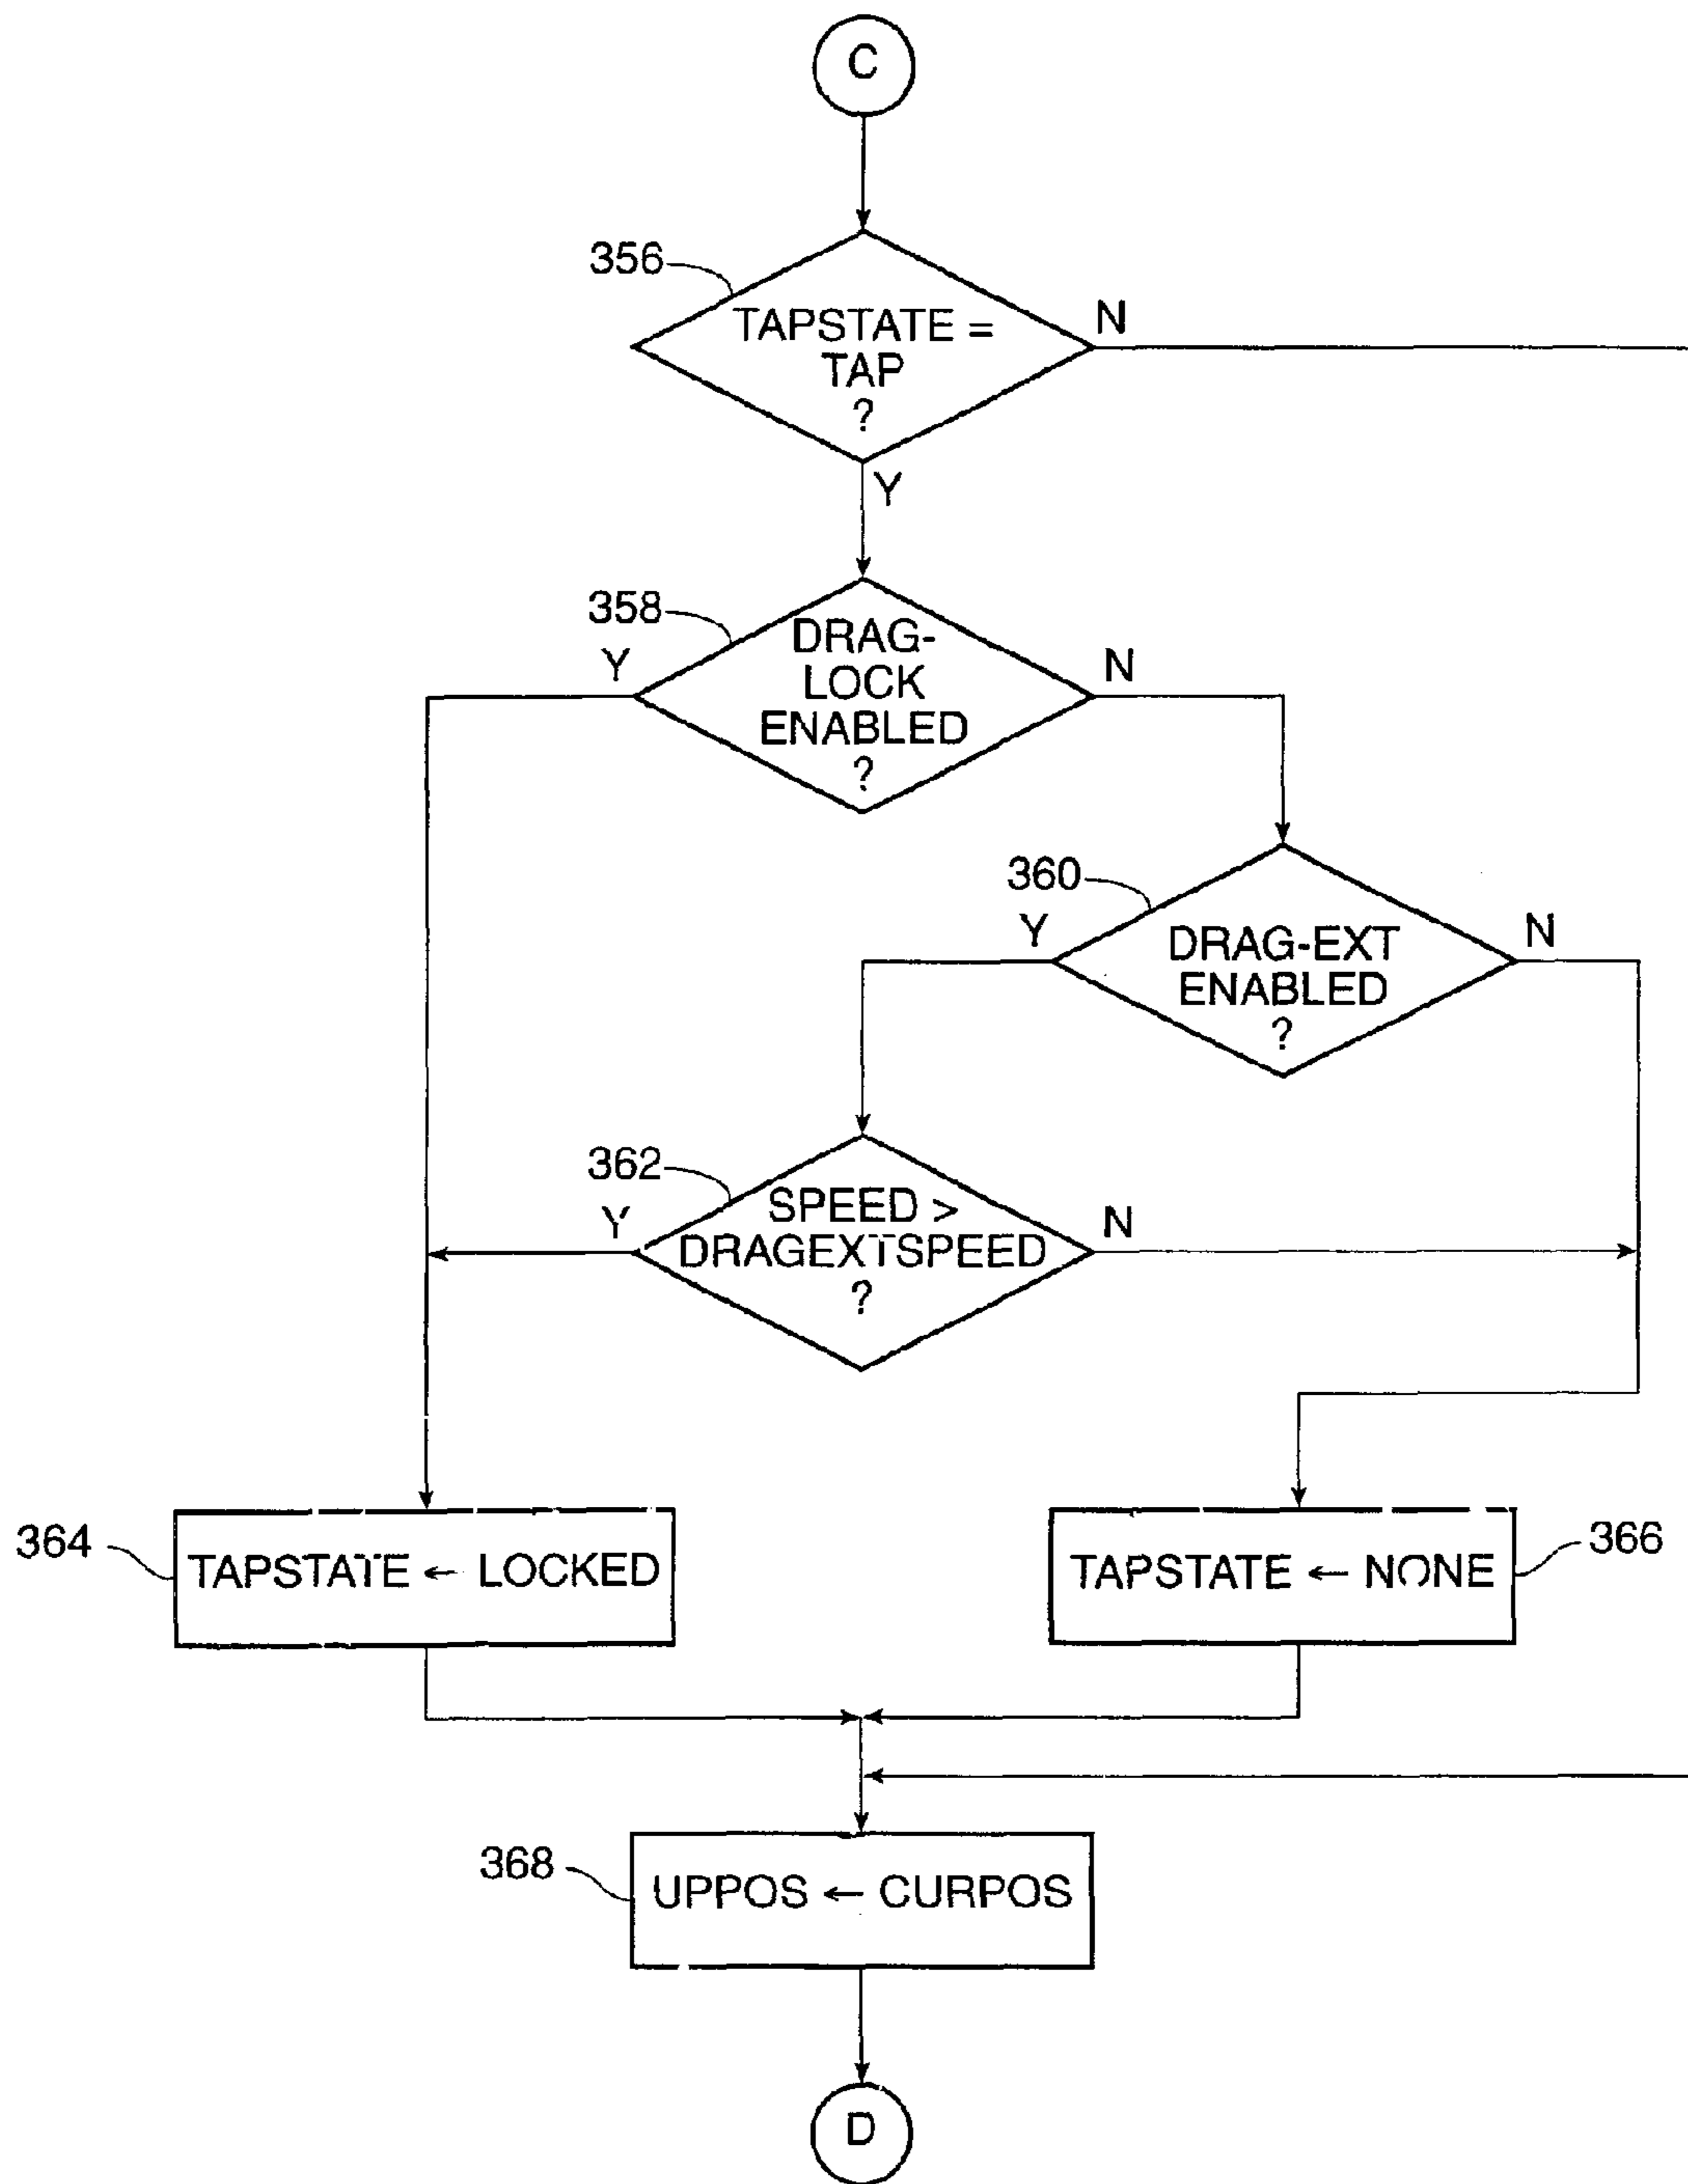 C
356
TAPSTATE =
TAP
?
N
Y
358
DRAG-
LOCK
ENABLED
?
Y
N
360
DRAG-EXT
ENABLED
?
Y
N
362
SPEED >
DRAGEXTSPEED
?
Y
N
364
TAPSTATE ← LOCKED
TAPSTATE ← NONE
366
368
UPPOS ← CURPOS
D